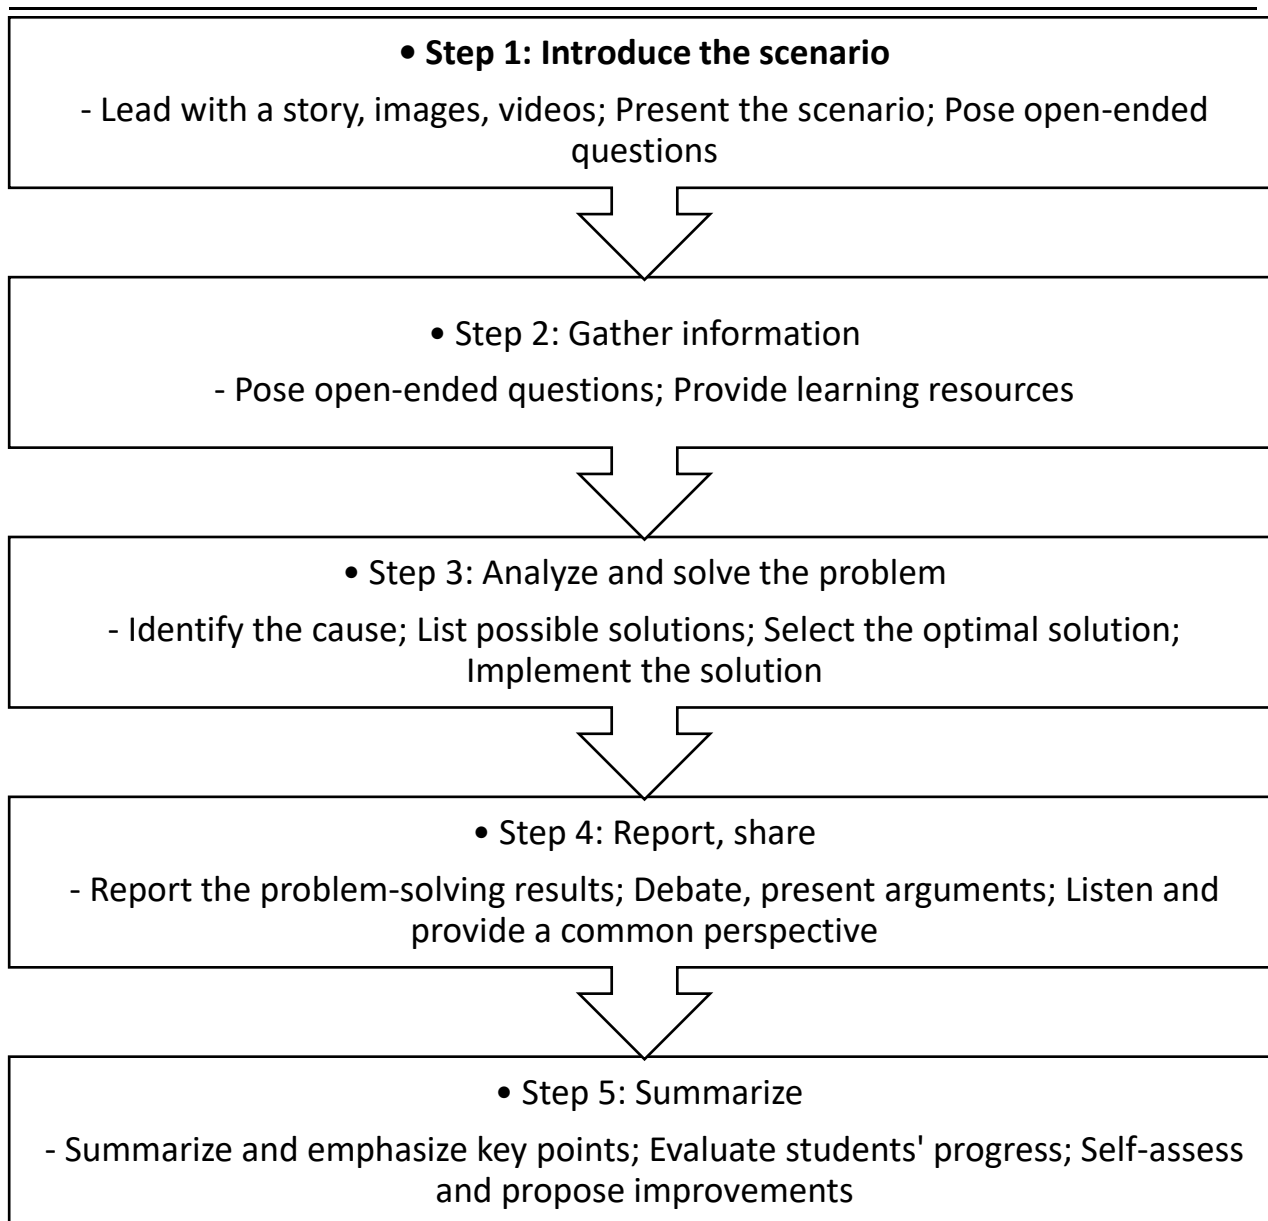 • Step 1: Introduce the scenario
- Lead with a story, images, videos; Present the scenario; Pose open-ended
questions
• Step 2: Gather information
- Pose open-ended questions; Provide learning resources
• Step 3: Analyze and solve the problem
- Identify the cause; List possible solutions; Select the optimal solution;
Implement the solution
• Step 4: Report, share
- Report the problem-solving results; Debate, present arguments; Listen and
provide a common perspective
• Step 5: Summarize
- Summarize and emphasize key points; Evaluate students' progress; Self-assess
and propose improvements